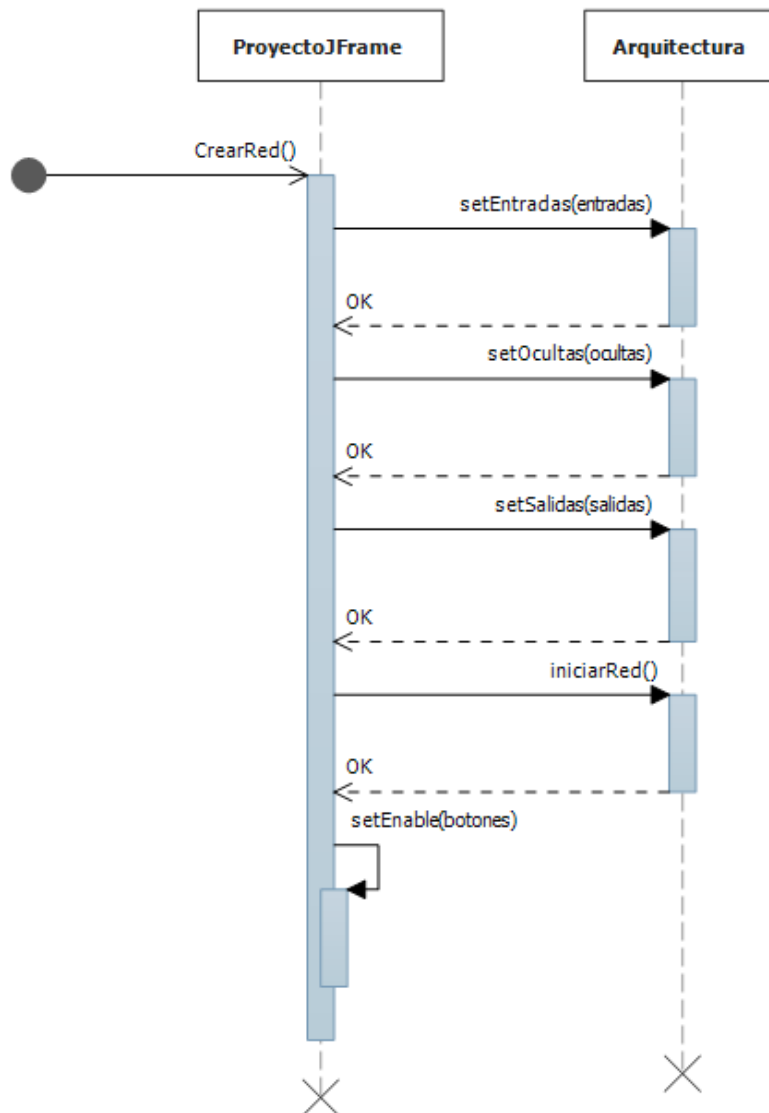 ProyectoJFrame
Arquitectura
CrearRed()
setEntradas(entradas)
OK
setOcultas(ocultas)
OK
setSalidas(salidas)
OK
iniciarRed()
OK
setEnable(botones)